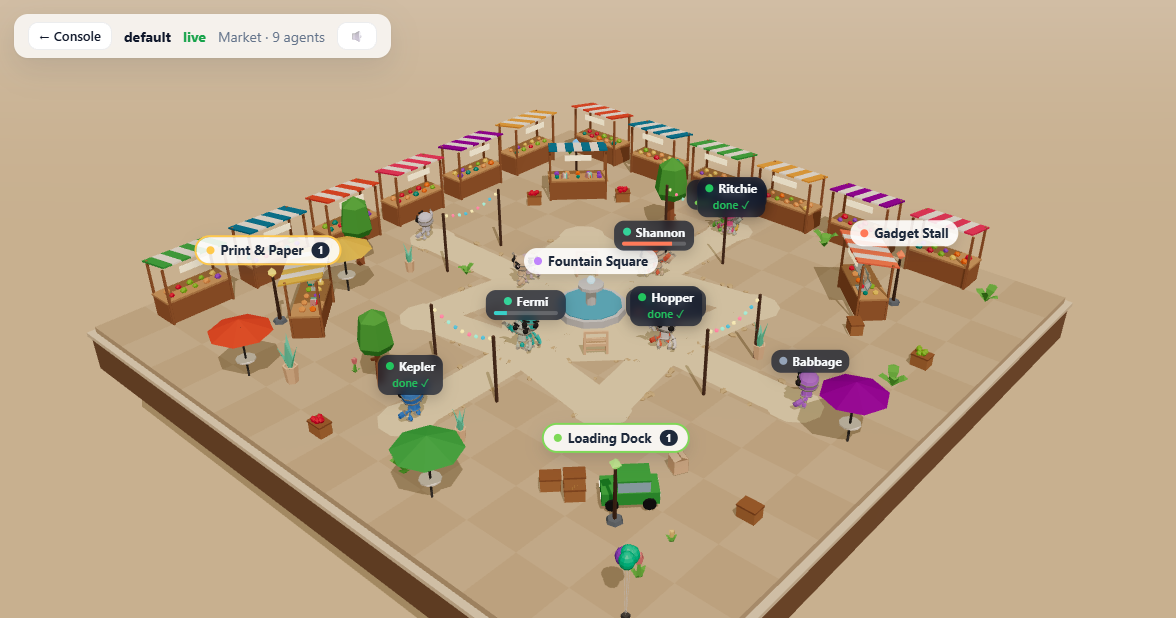 ← Console default live Market · 9 agents
Ritchie
done ✓
Shannon
Gadget Stall
Print & Paper 1
Fountain Square
Fermi
Hopper
done ✓
Babbage
Kepler
done ✓
Loading Dock 1